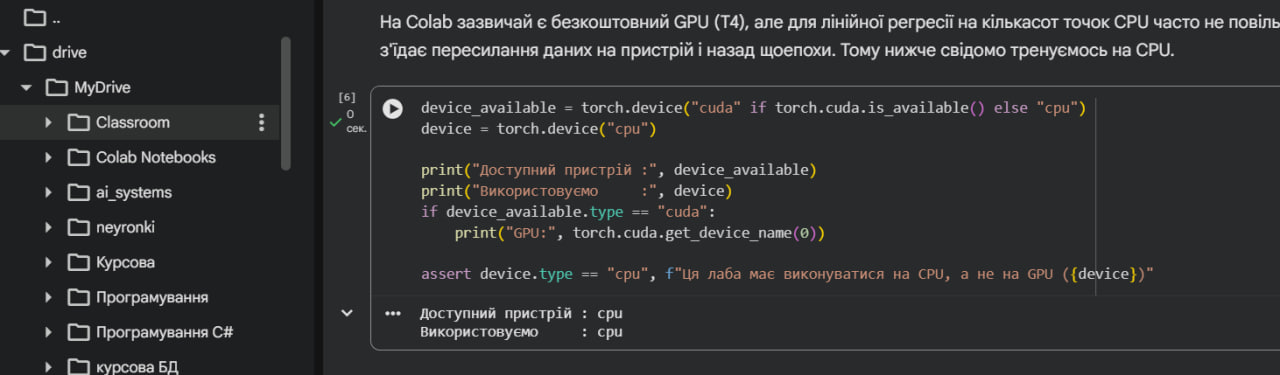 ..
drive
MyDrive
Classroom
Colab Notebooks
ai_systems
neyronki
Курсова
Програмування
Програмування C#
курсова БД
На Colab зазвичай є безкоштовний GPU (T4), але для лінійної регресії на кількасот точок CPU часто не
з'їдає пересилання даних на пристрій і назад щоепохи. Тому нижче свідомо тренуємось на CPU.
[6]
0
сек.
device_available = torch.device("cuda" if torch.cuda.is_available() else "cpu")
device = torch.device("cpu")
print("Доступний пристрій :", device_available)
print("Використовуємо     :", device)
if device_available.type == "cuda":
    print("GPU:", torch.cuda.get_device_name(0))
assert device.type == "cpu", f"Ця лаба має виконуватися на CPU, а не на GPU ({device})"
Доступний пристрій : cpu
Використовуємо     : cpu